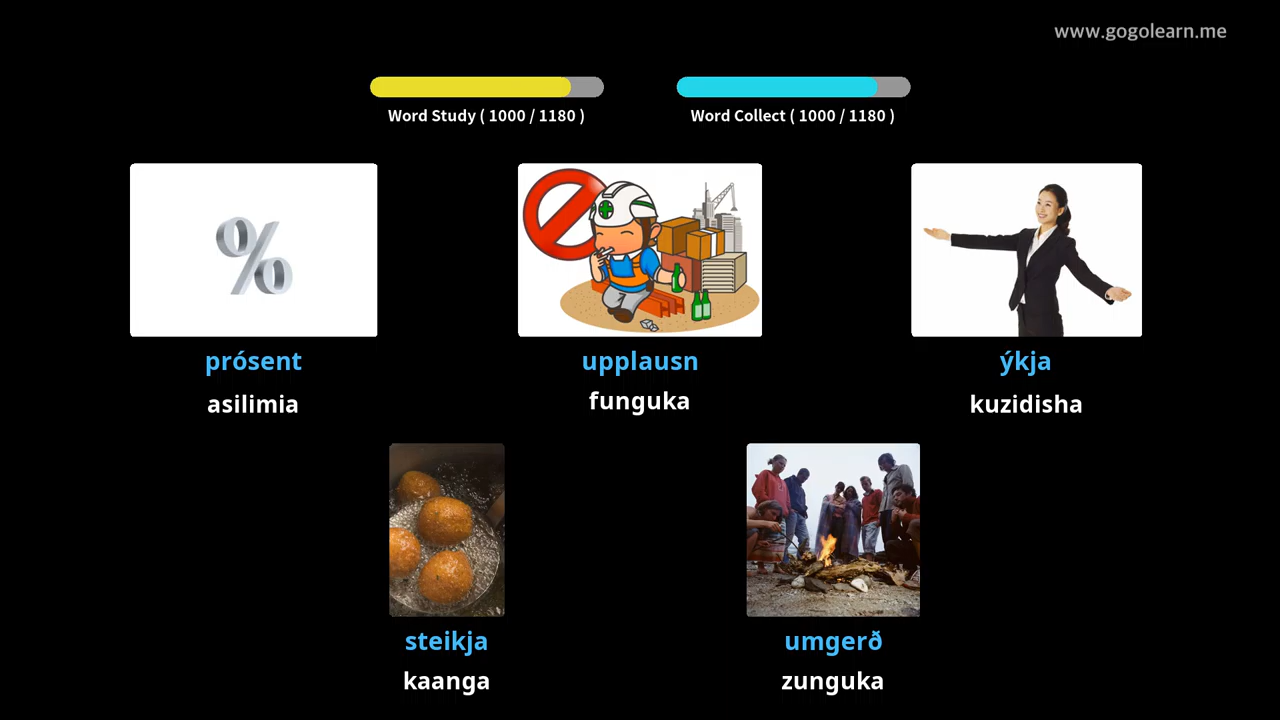 www.gogolearn.me
Word Study ( 1000 / 1180 )
Word Collect ( 1000 / 1180 )
prósent
upplausn
ýkja
asilimia
funguka
kuzidisha
steikja
umgerð
kaanga
zunguka